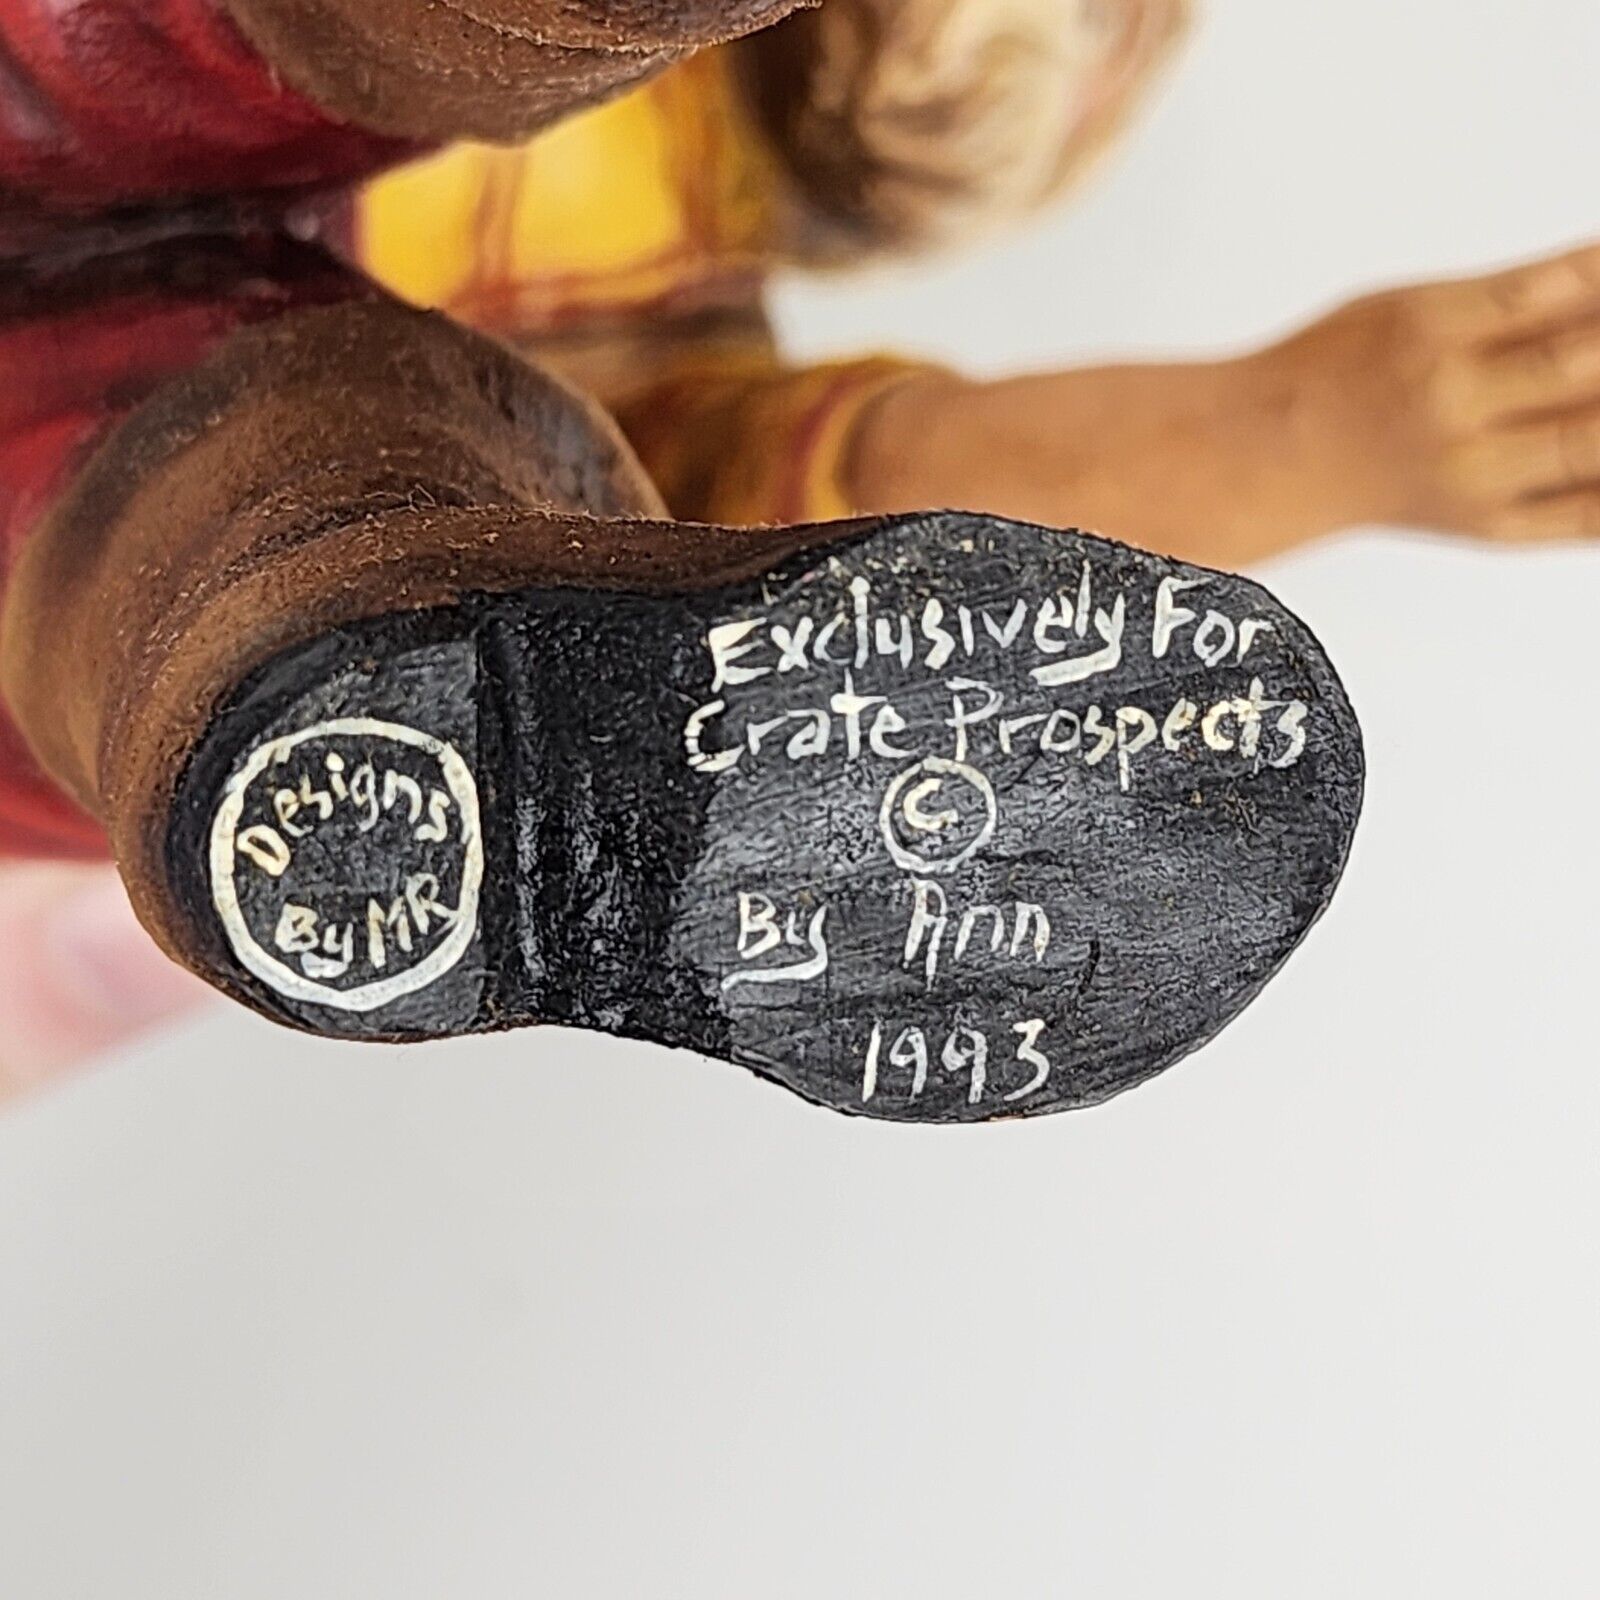 Designs
By MR
Exclusively For
Crate Prospects
©
By Ann
1993